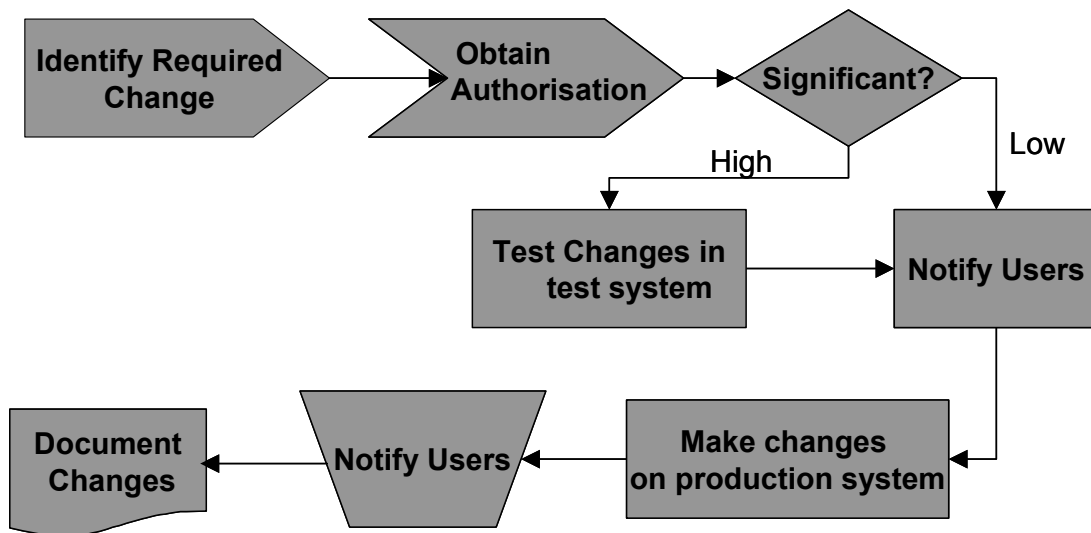 Identify Required
Change
Obtain
Authorisation
Significant?
High
Low
Test Changes in
test system
Notify Users
Make changes
on production system
Notify Users
Document
Changes